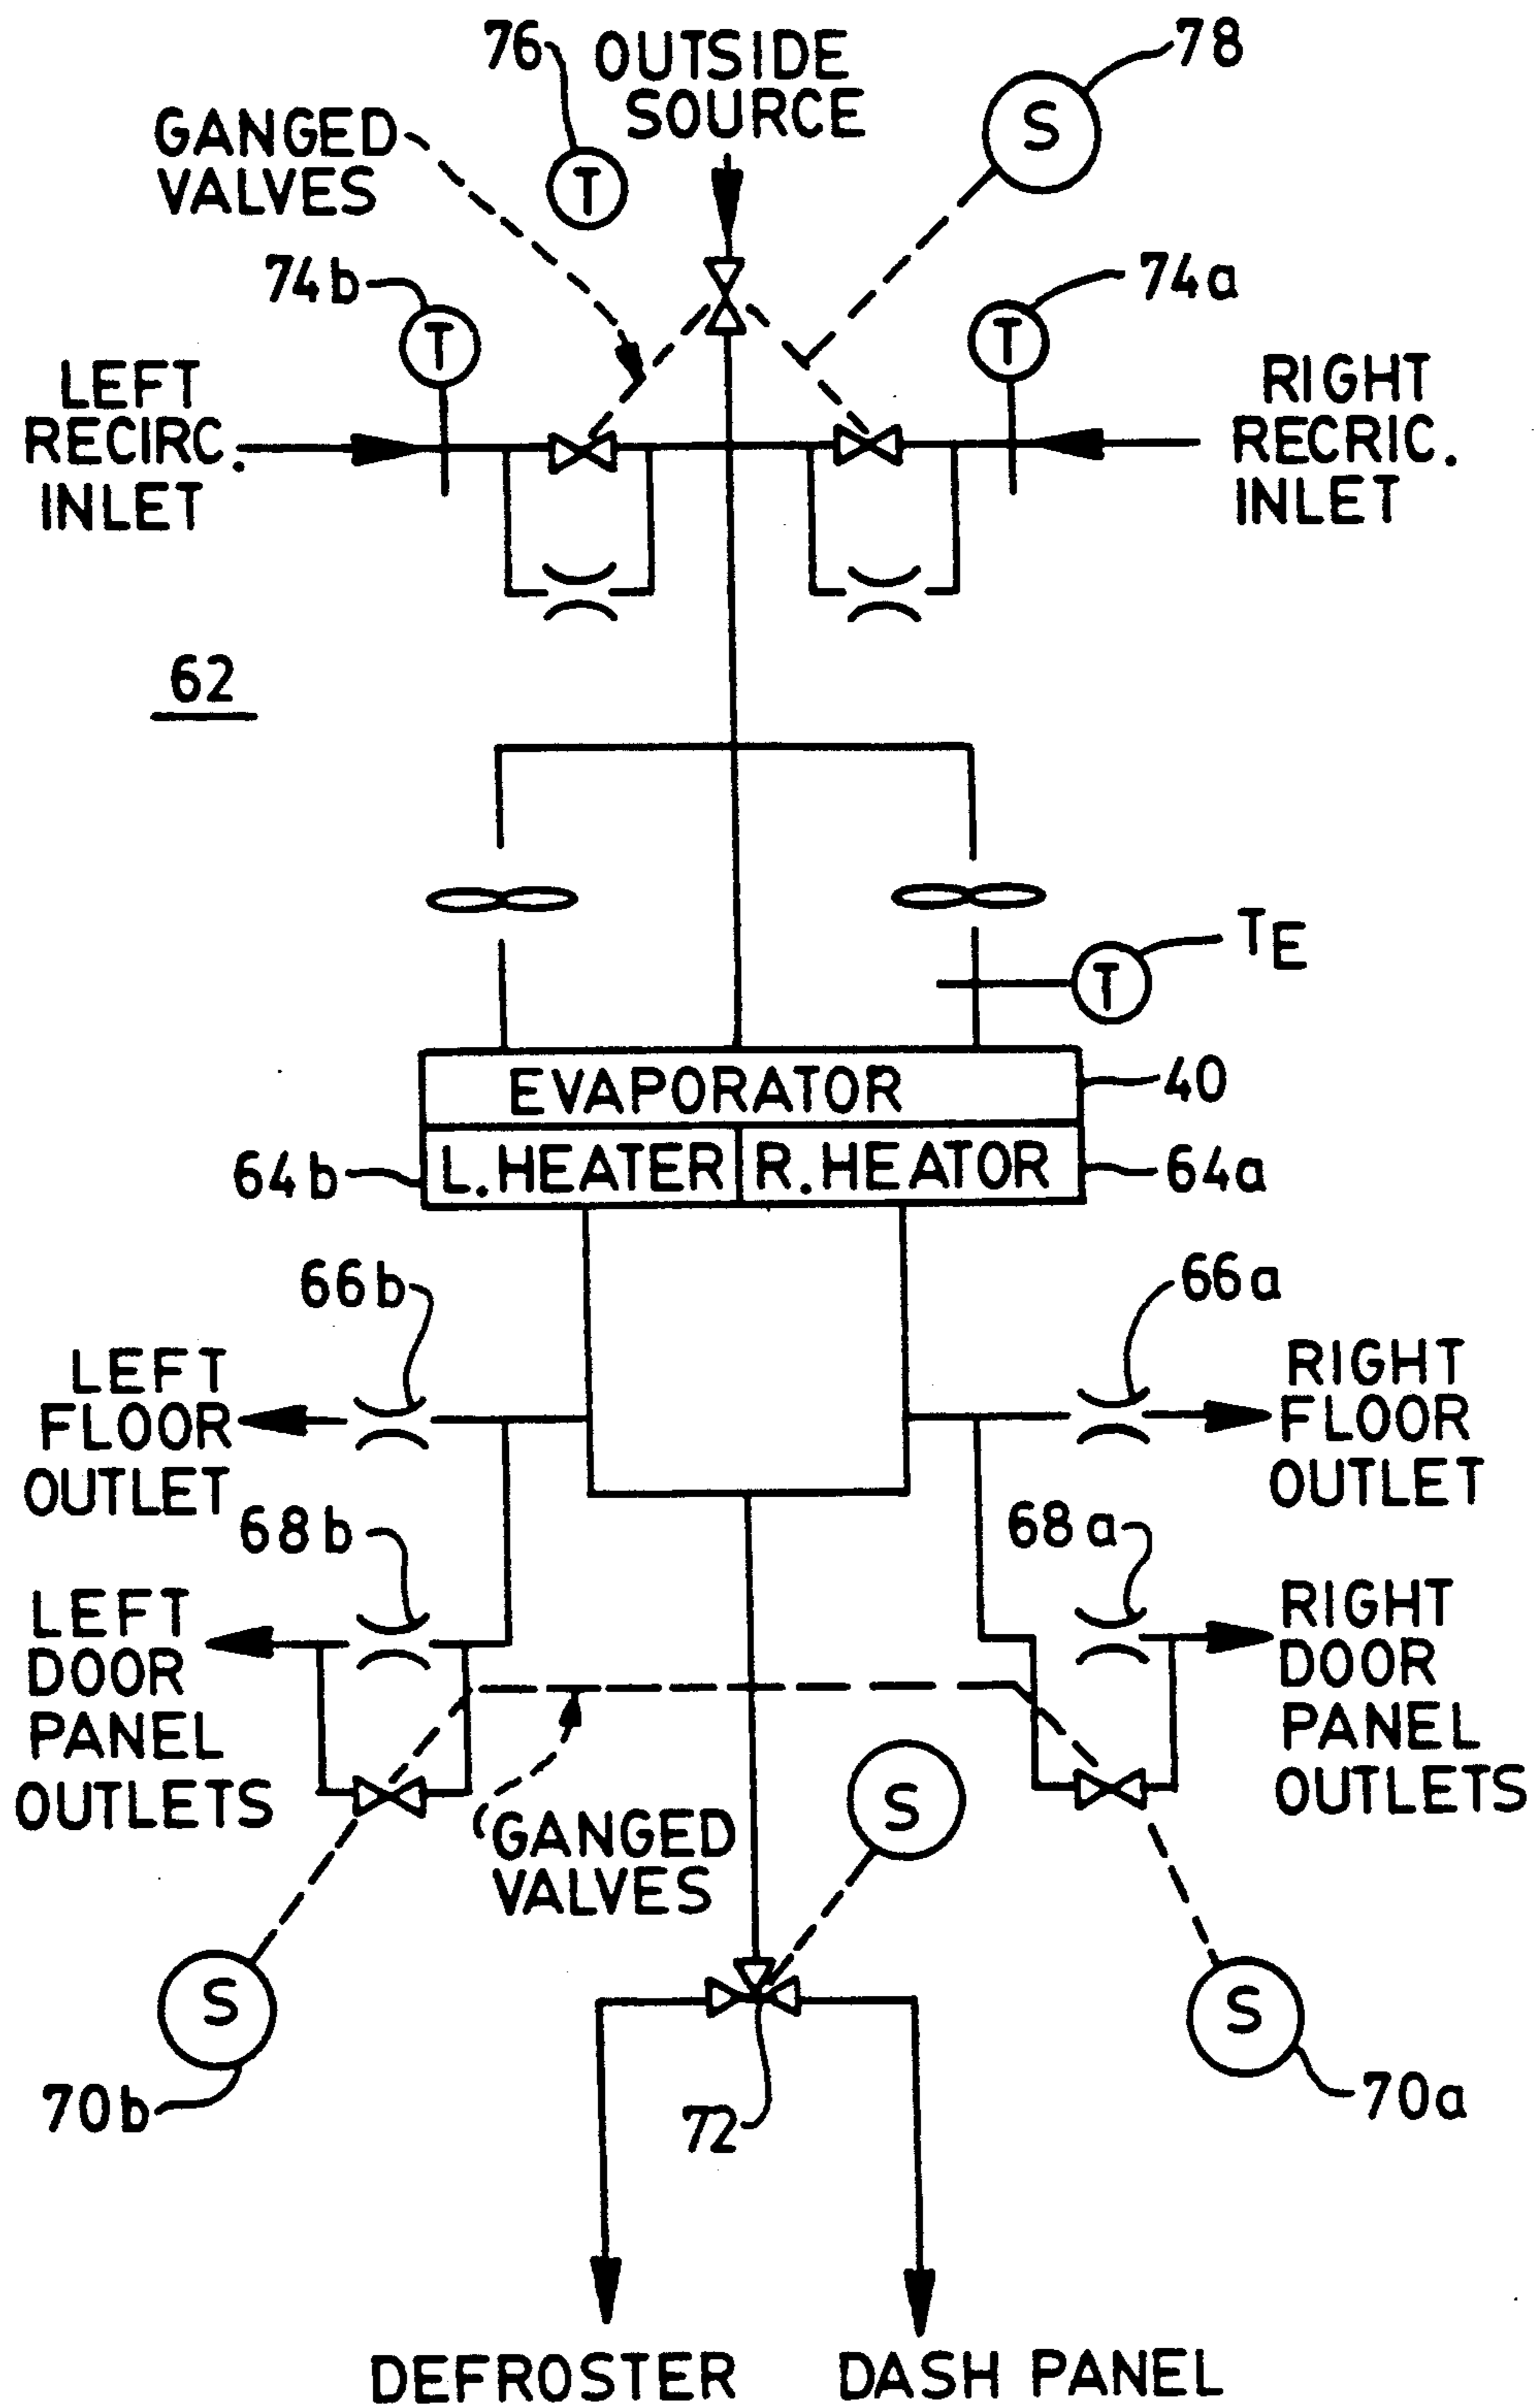 76
OUTSIDE
SOURCE
78
S
GANGED
VALVES
T
74b
74a
T
T
LEFT
RECIRC.
INLET
RIGHT
RECRIC.
INLET
62
TE
T
EVAPORATOR
40
64b
L.HEATER
R.HEATOR
64a
66b
66a
LEFT
FLOOR
OUTLET
RIGHT
FLOOR
OUTLET
68b
68a
LEFT
DOOR
PANEL
OUTLETS
RIGHT
DOOR
PANEL
OUTLETS
S
GANGED
VALVES
S
S
70b
72
70a
DEFROSTER
DASH PANEL